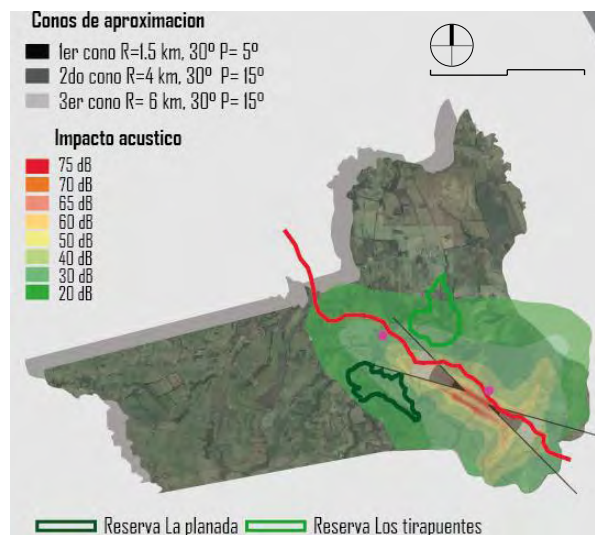 Conos de aproximacion
1er cono R=1.5 km, 30º P= 5º
2do cono R=4 km, 30º P= 15º
3er cono R= 6 km, 30º P= 15º
Impacto acustico
75 dB
70 dB
65 dB
60 dB
50 dB
40 dB
30 dB
20 dB
Reserva La planada
Reserva Los tirapuentes